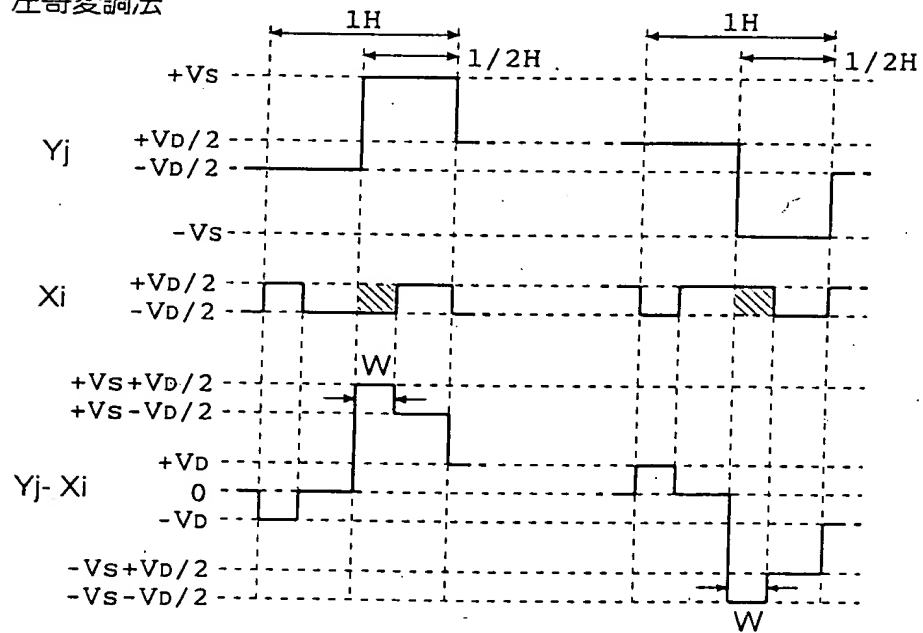 1H
1H
1/2H
1/2H
+VS
Yj
+VD/2
-VD/2
-VS
Xi
+VD/2
-VD/2
W
+VS+VD/2
+VS-VD/2
+VD
Yj-Xi
0
-VD
-VS+VD/2
-VS-VD/2
W